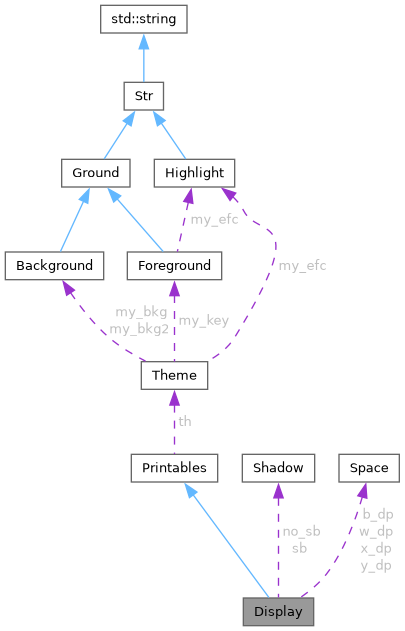 std::string
Str
Ground
Highlight
my_efc
Background
Foreground
my_efc
my_bkg
my_bkg2
my_key
Theme
th
Printables
Shadow
Space
no_sb
sb
b_dp
w_dp
x_dp
y_dp
Display